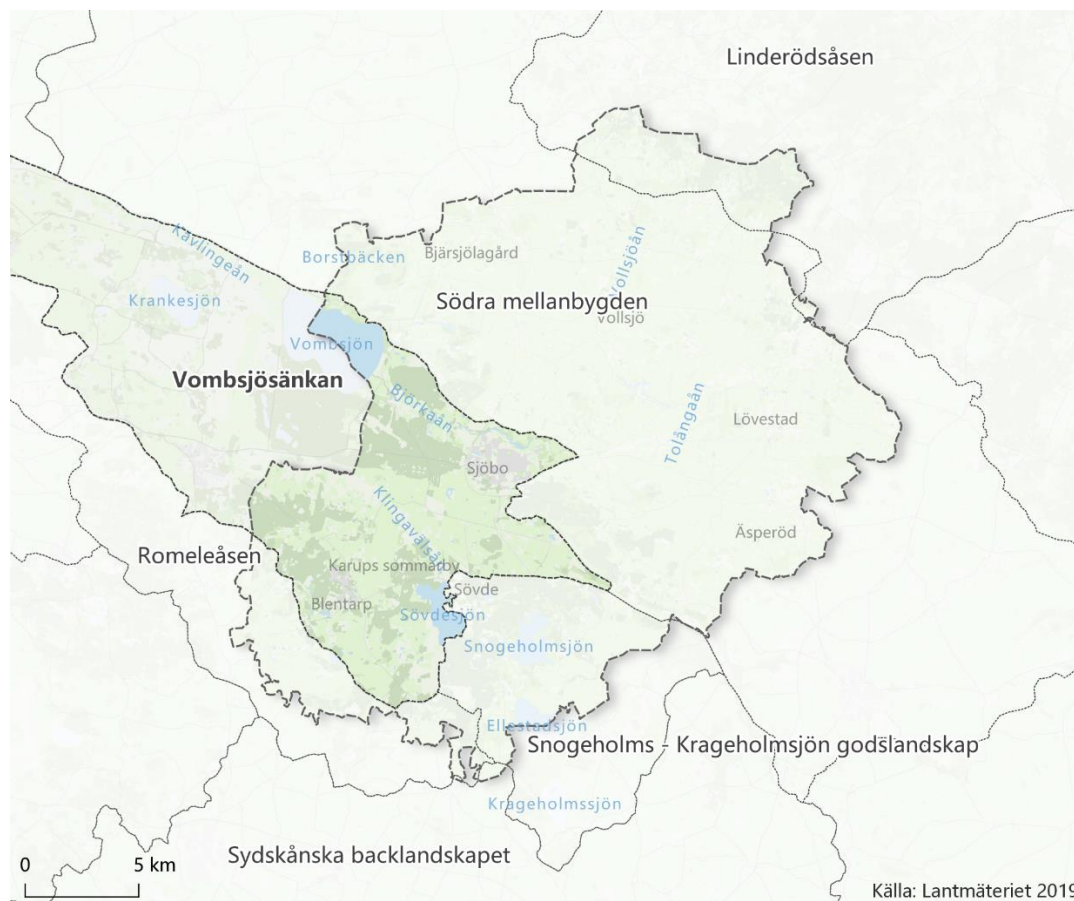 Linderödsåsen
Kävlingeån
Borstbäcken
Bjärsjölagård
Vollsjöån
Krankesjön
Södra mellanbygden
Vollsjö
Vombsjön
Vombsjösänkan
Björkaån
Tolångaån
Lövestad
Sjöbo
Klingavälsån
Äsperöd
Romeleåsen
Karups sommarby
Sövde
Blentarp
Sövdesjön
Snogeholmsjön
Ellestadsjön
Snogeholms - Krageholmsjön godslandskap
Krageholmssjön
Sydskånska backlandskapet
0 5 km
Källa: Lantmäteriet 2019